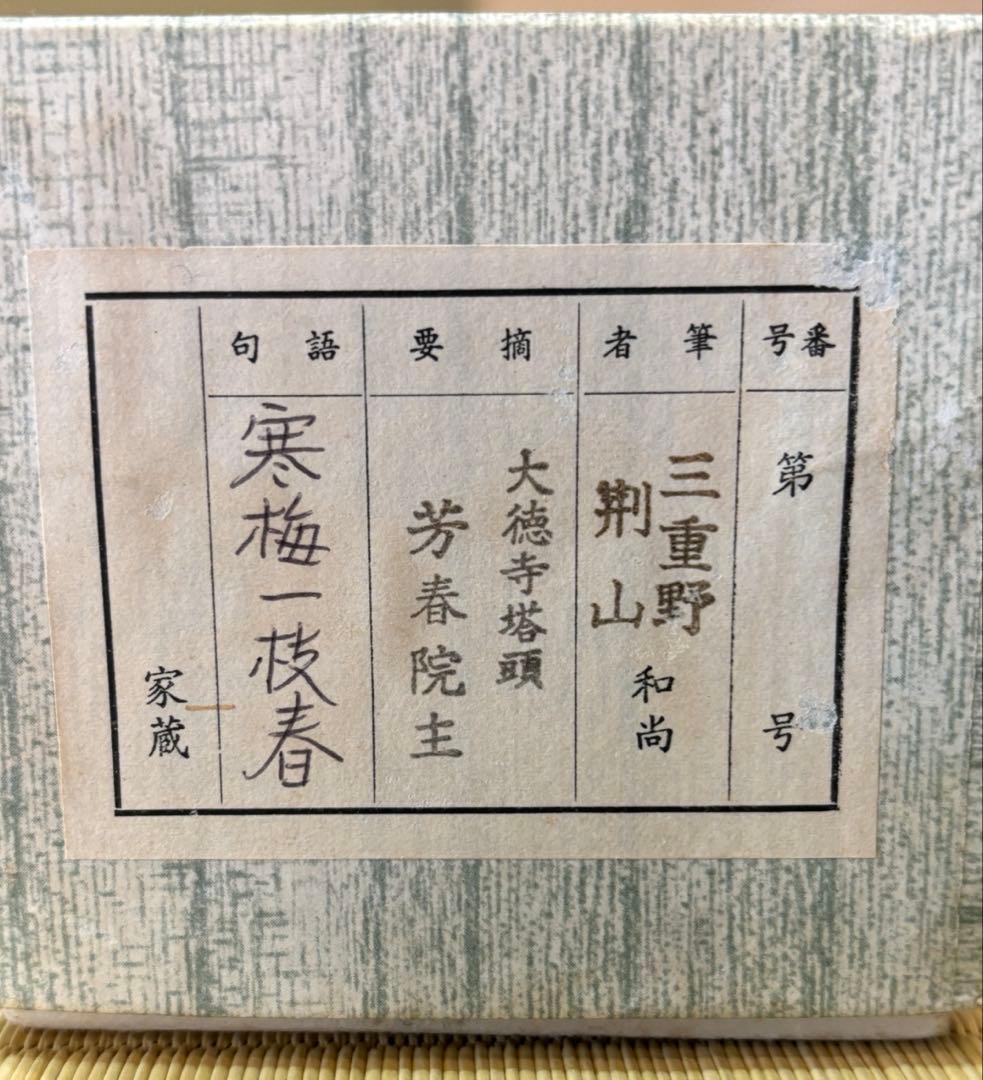 番号
第 号
筆者
三重野
荆山
和尚
摘要
大徳寺塔頭
芳春院主
語句
寒梅一枝春
家蔵